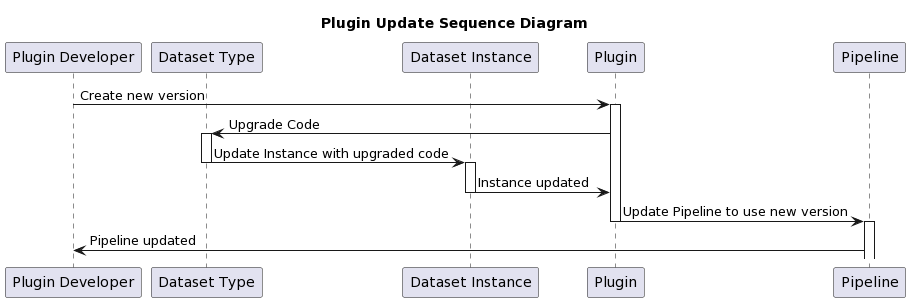 Plugin Update Sequence Diagram
Plugin Developer
Dataset Type
Dataset Instance
Plugin
Pipeline
Create new version
Upgrade Code
Update Instance with upgraded code
Instance updated
Update Pipeline to use new version
Pipeline updated
Plugin Developer
Dataset Type
Dataset Instance
Plugin
Pipeline